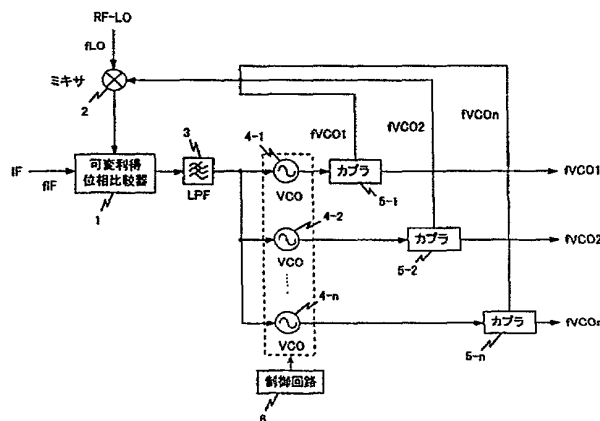 RF-LO
fLO
ミキサ
2
3
4-1
fVCO1
fVCO2
fVCOn
IF
fIF
可変利得
位相比較器
1
LPF
VCO
カプラ
5-1
fVCO1
4-2
VCO
カプラ
5-2
fVCO2
4-n
VCO
カプラ
5-n
fVCOn
制御回路
6